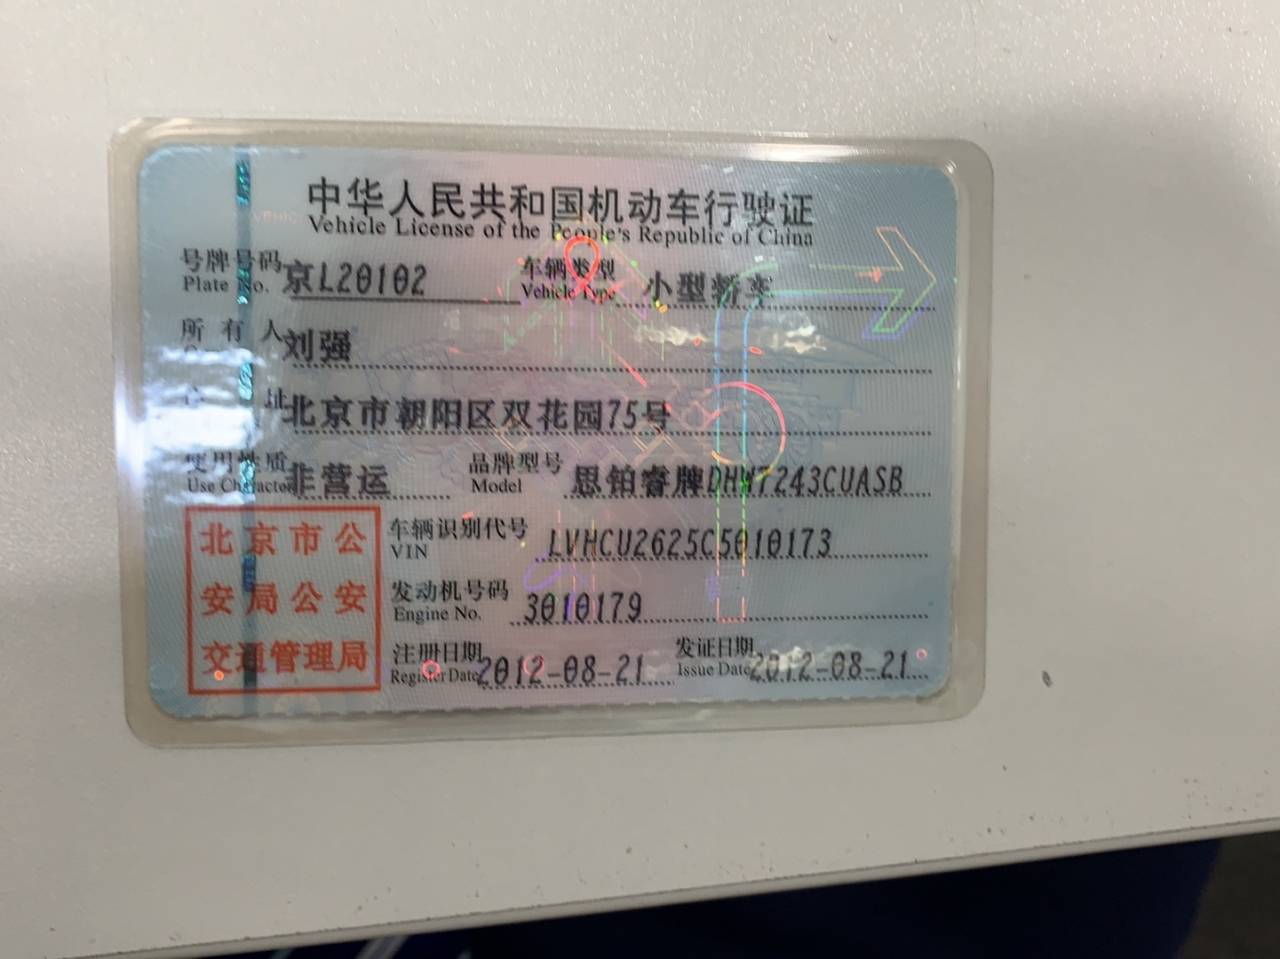 中华人民共和国机动车行驶证
Vehicle License of the People's Republic of China
号牌号码 京L20102 车辆类型 小型轿车
Plate No. Vehicle Type
所有人 刘强
址 北京市朝阳区双花园75号
使用性质 非营运 品牌型号 思铂睿牌DHW7243CUASB
Use Character Model
北京市公
安局公安
交通管理局
车辆识别代号 LVHCU2625C5010173
VIN
发动机号码 3010179
Engine No.
注册日期 2012-08-21 发证日期 2012-08-21
Register Date Issue Date